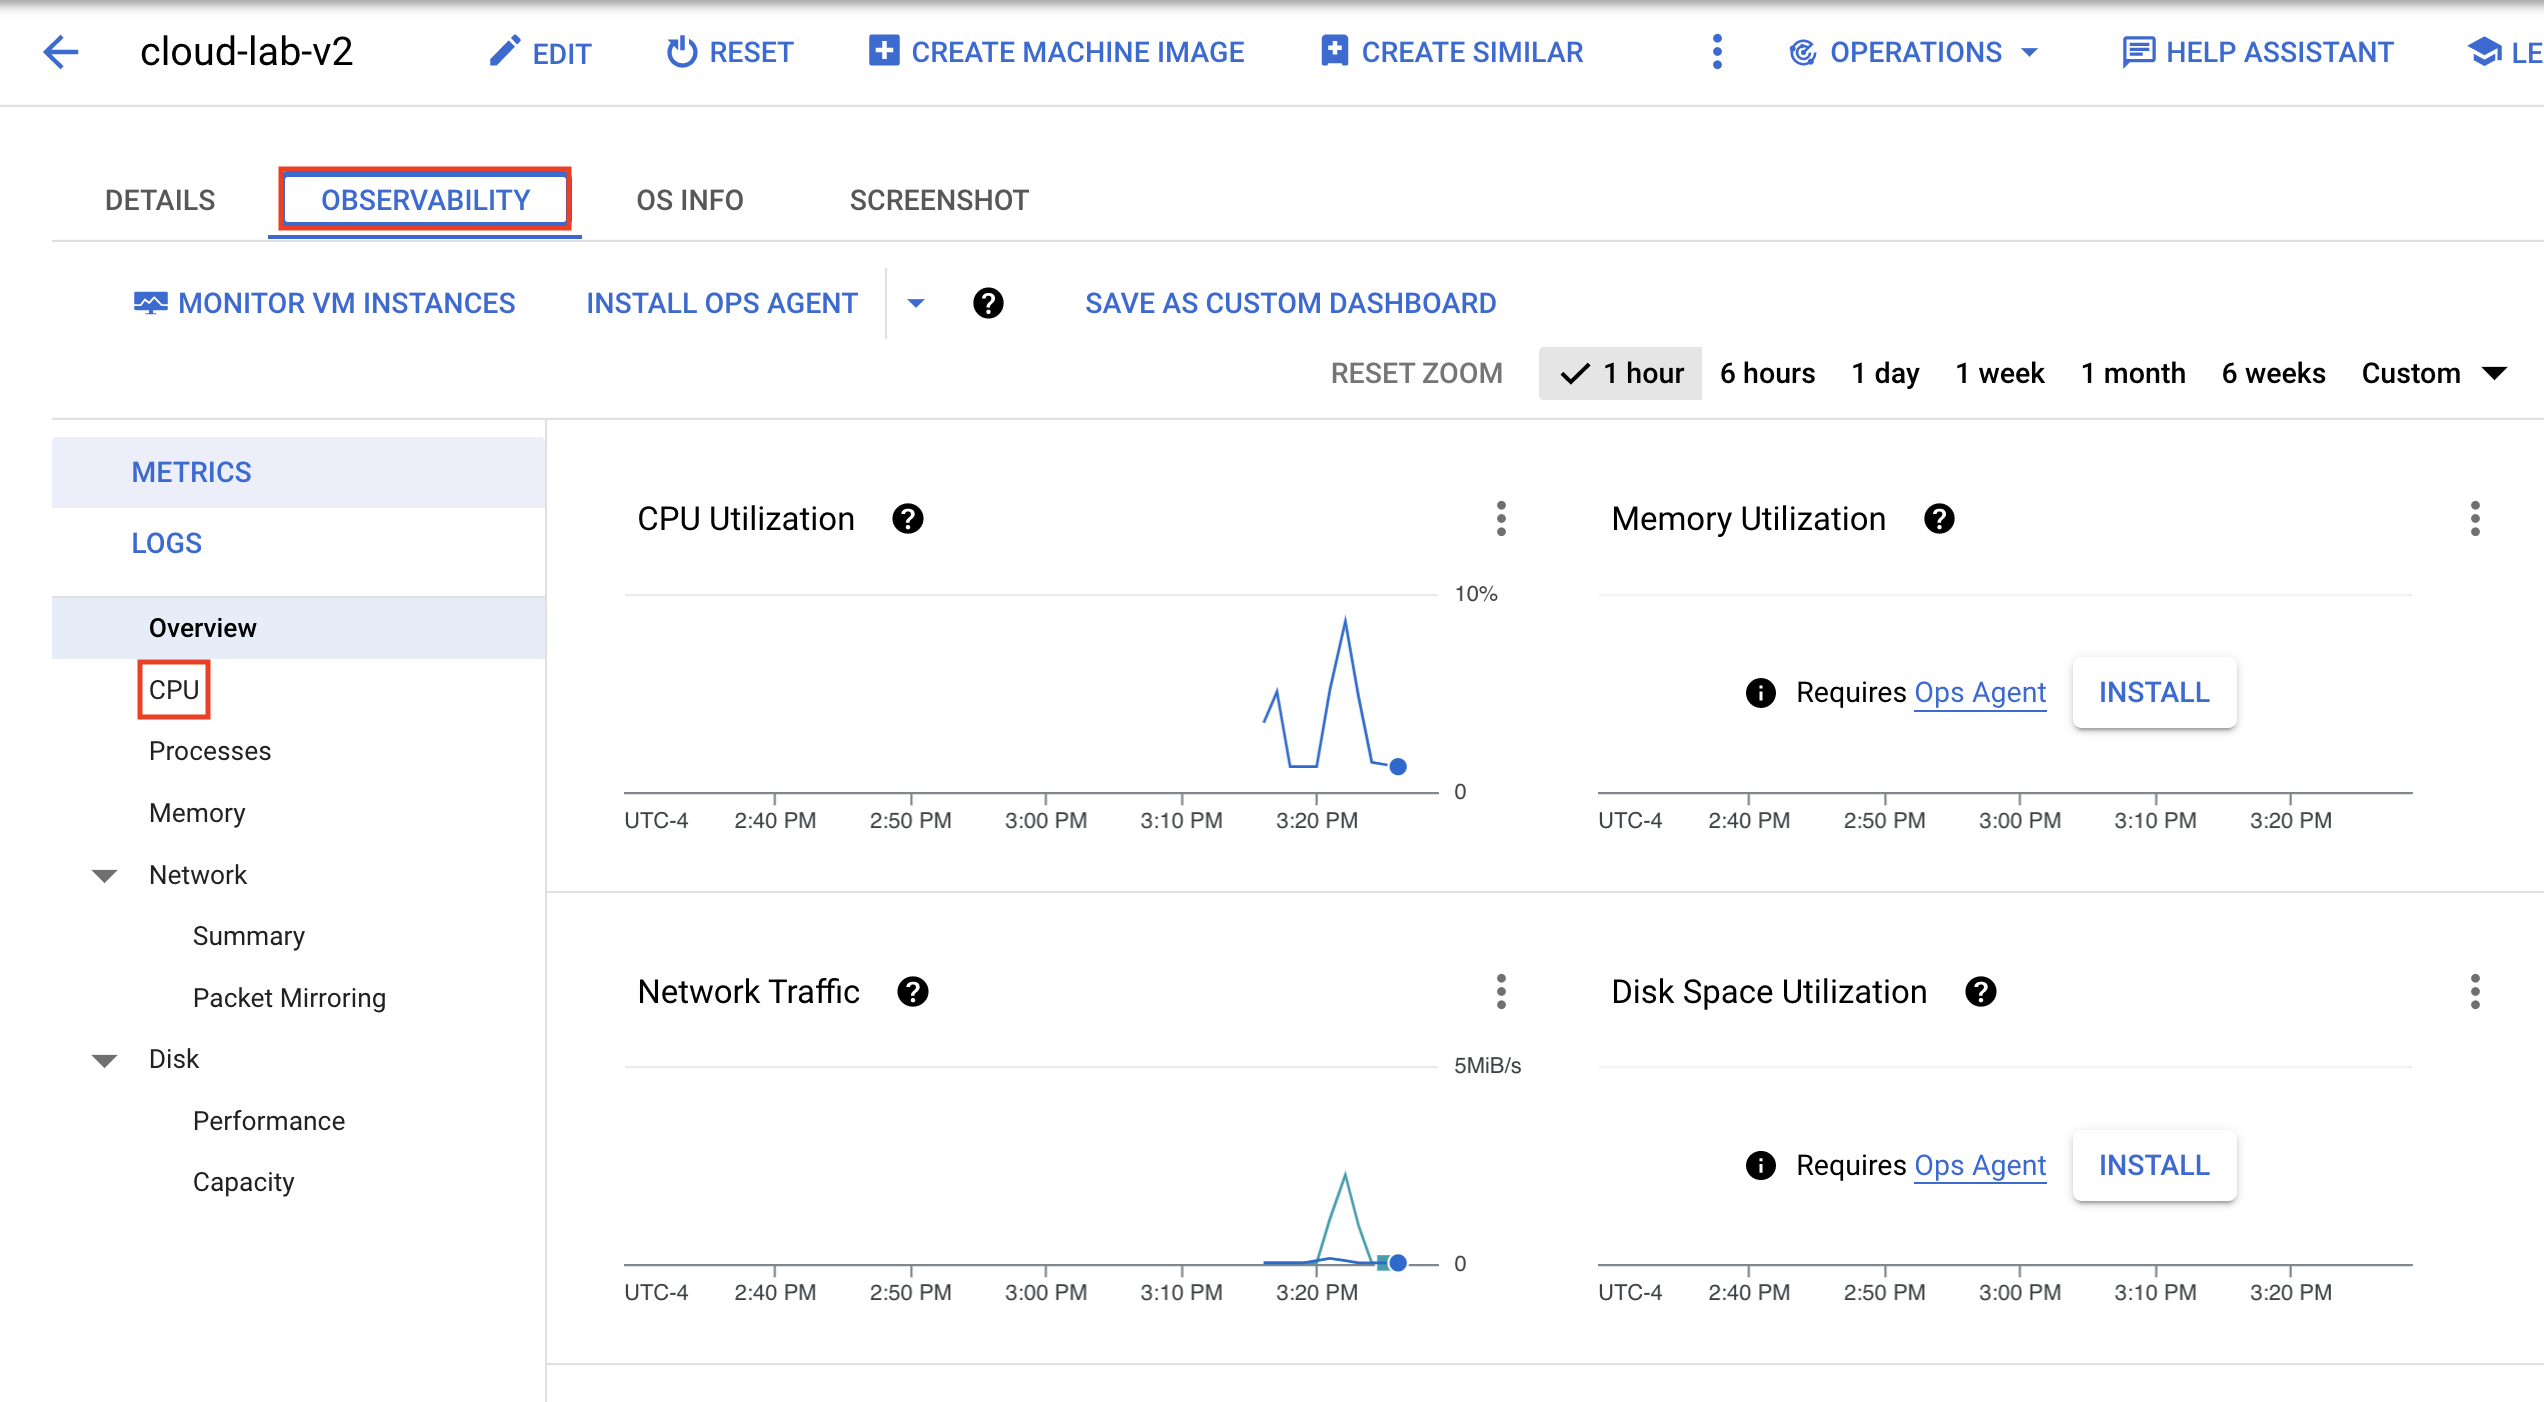 cloud-lab-v2 EDIT RESET CREATE MACHINE IMAGE CREATE SIMILAR OPERATIONS HELP ASSISTANT LE
DETAILS OBSERVABILITY OS INFO SCREENSHOT
MONITOR VM INSTANCES INSTALL OPS AGENT SAVE AS CUSTOM DASHBOARD
RESET ZOOM 1 hour 6 hours 1 day 1 week 1 month 6 weeks Custom
METRICS
LOGS
Overview
CPU
Processes
Memory
Network
Summary
Packet Mirroring
Disk
Performance
Capacity
CPU Utilization
10%
0
UTC-4 2:40 PM 2:50 PM 3:00 PM 3:10 PM 3:20 PM
Memory Utilization
Requires Ops Agent INSTALL
UTC-4 2:40 PM 2:50 PM 3:00 PM 3:10 PM 3:20 PM
Network Traffic
5MiB/s
0
UTC-4 2:40 PM 2:50 PM 3:00 PM 3:10 PM 3:20 PM
Disk Space Utilization
Requires Ops Agent INSTALL
UTC-4 2:40 PM 2:50 PM 3:00 PM 3:10 PM 3:20 PM